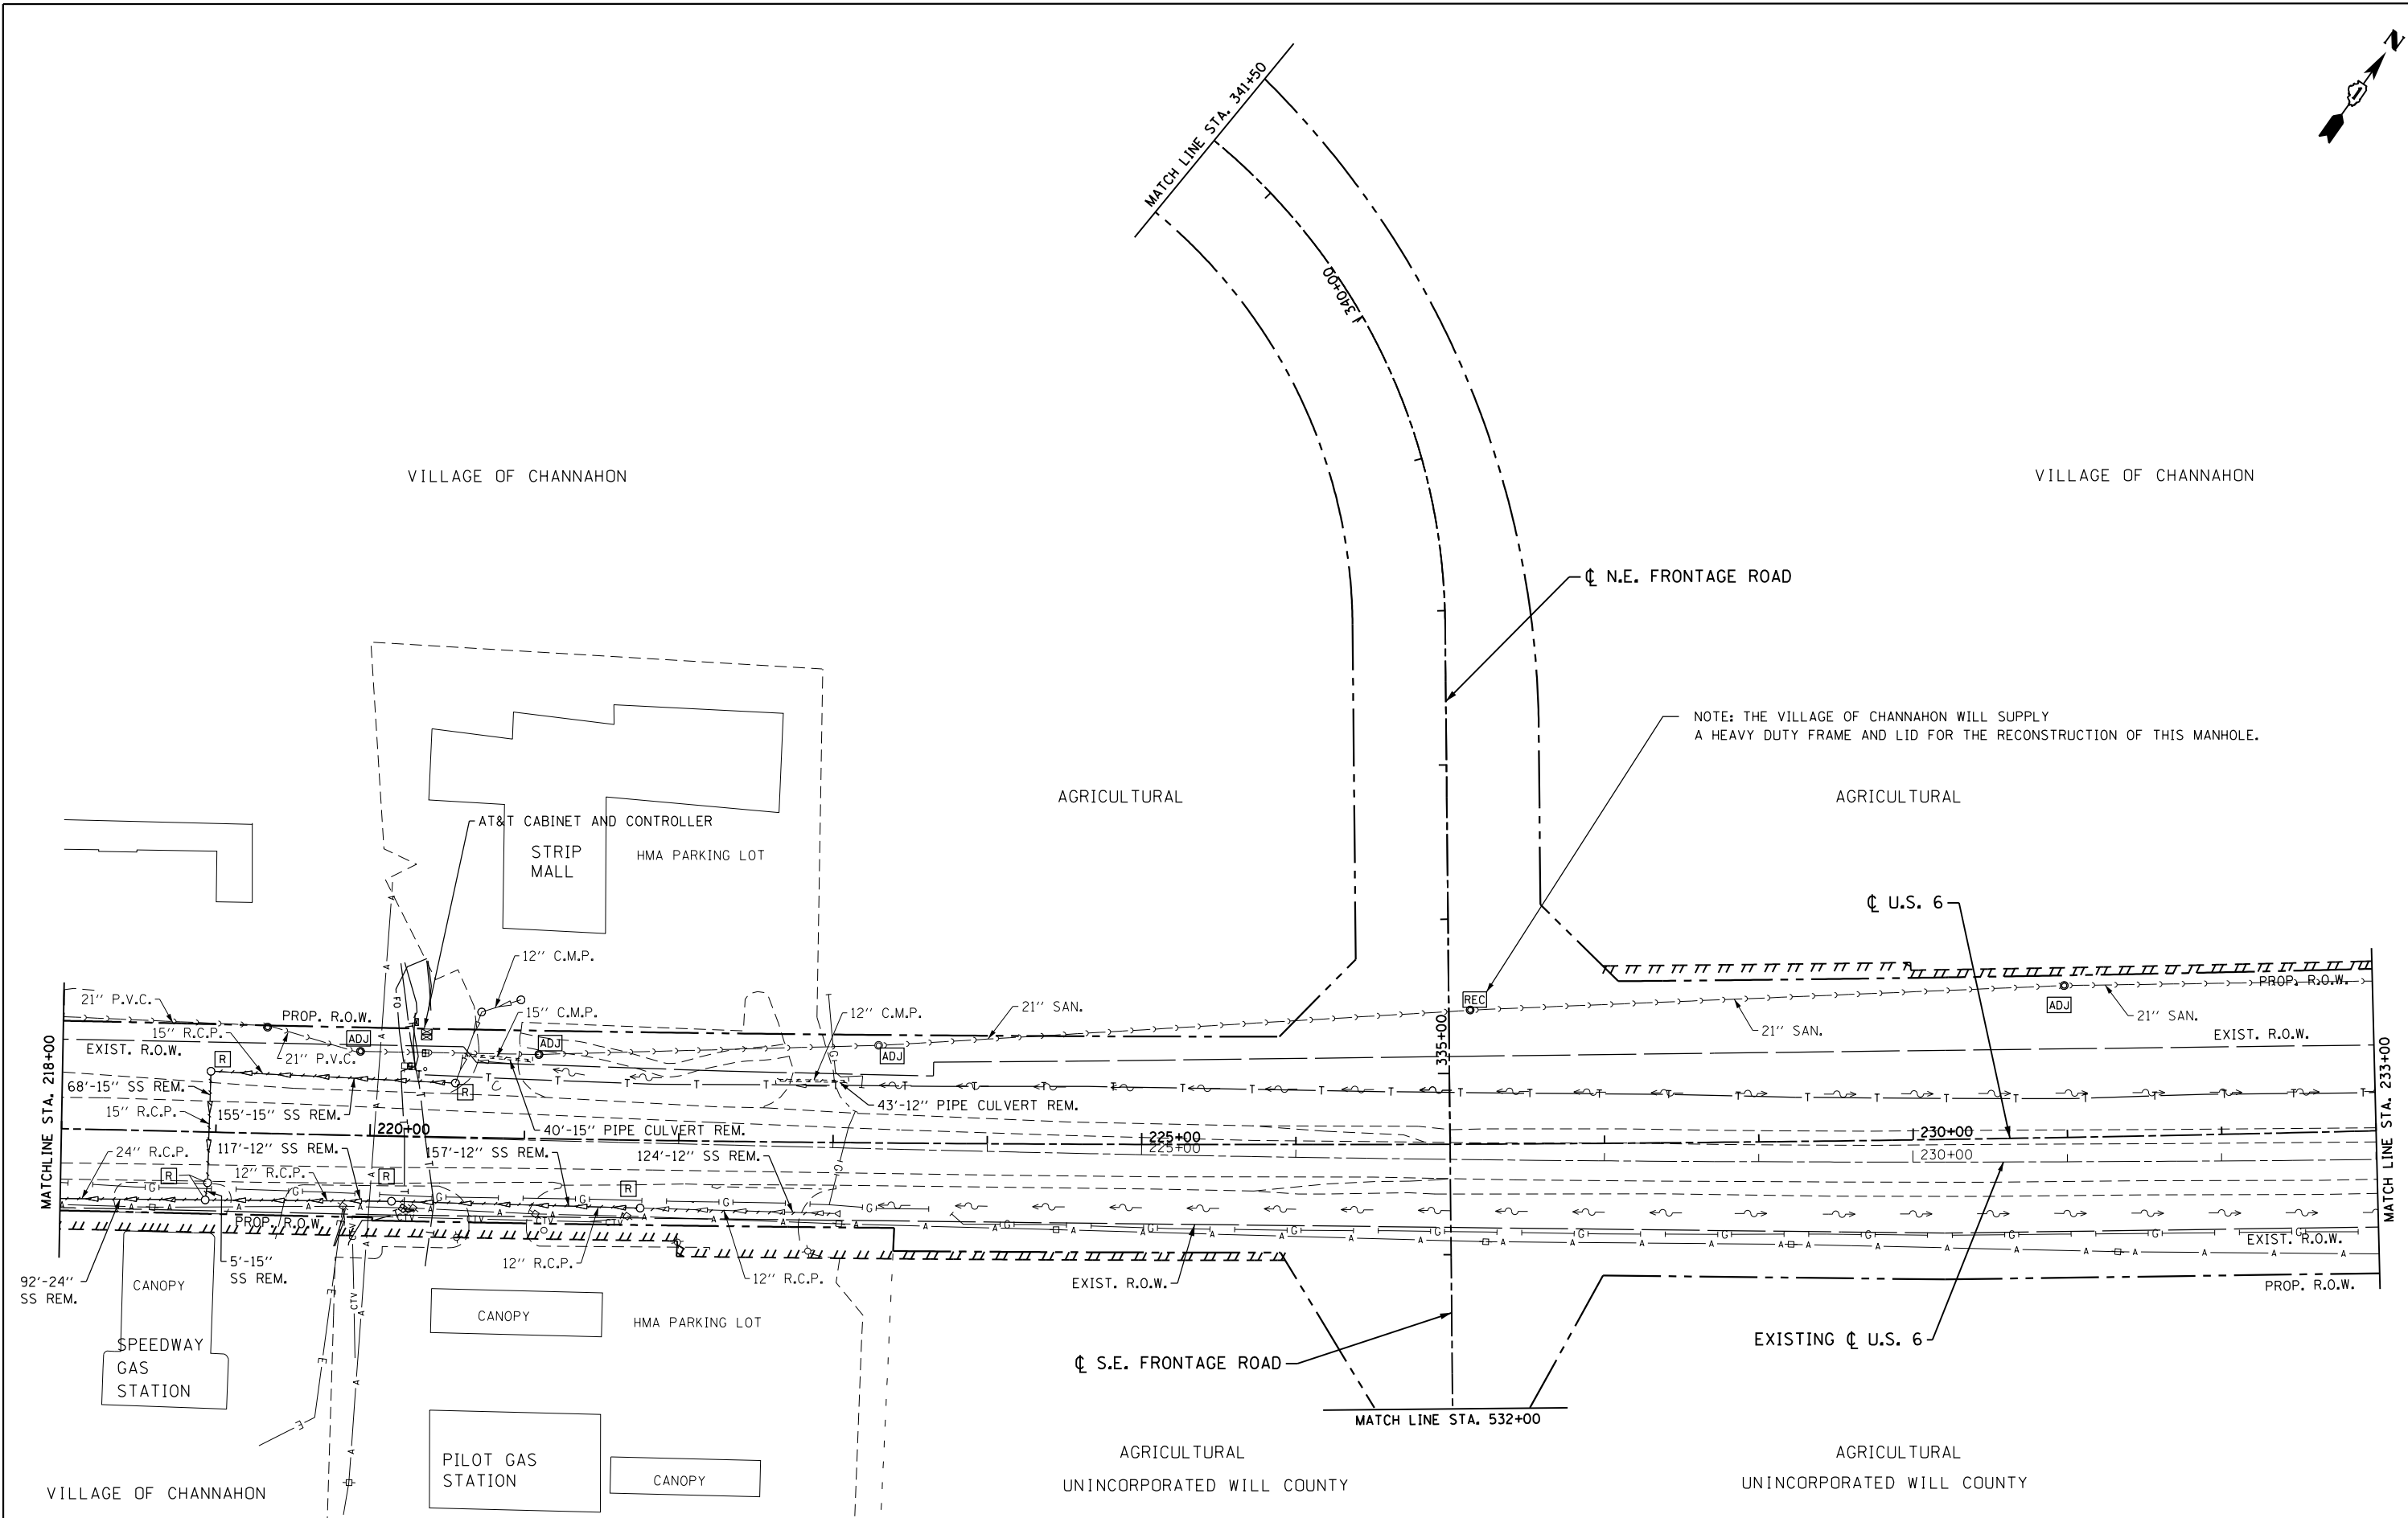 N
MATCH LINE STA. 341+50
340+00
VILLAGE OF CHANNAHON
VILLAGE OF CHANNAHON
℄ N.E. FRONTAGE ROAD
NOTE: THE VILLAGE OF CHANNAHON WILL SUPPLY
A HEAVY DUTY FRAME AND LID FOR THE RECONSTRUCTION OF THIS MANHOLE.
AGRICULTURAL
AGRICULTURAL
AT&T CABINET AND CONTROLLER
STRIP
MALL
HMA PARKING LOT
℄ U.S. 6
12'' C.M.P.
21'' P.V.C.
PROP. R.O.W.
15'' C.M.P.
12'' C.M.P.
21'' SAN.
REC
21'' SAN.
ADJ
21'' SAN.
PROP. R.O.W.
15'' R.C.P.
EXIST. R.O.W.
21'' P.V.C.
ADJ
ADJ
ADJ
FO
EXIST. R.O.W.
MATCHLINE STA. 218+00
335+00
MATCH LINE STA. 233+00
R
R
68'-15'' SS REM.
15'' R.C.P.
155'-15'' SS REM.
43'-12'' PIPE CULVERT REM.
40'-15'' PIPE CULVERT REM.
220+00
225+00
225+00
230+00
230+00
24'' R.C.P.
117'-12'' SS REM.
157'-12'' SS REM.
124'-12'' SS REM.
12'' R.C.P.
R
R
R
PROP. R.O.W.
CTV
CTV
CTV
CTV
CTV
92'-24''
SS REM.
5'-15''
SS REM.
12'' R.C.P.
12'' R.C.P.
EXIST. R.O.W.
EXIST. R.O.W.
PROP. R.O.W.
CANOPY
CANOPY
HMA PARKING LOT
SPEEDWAY
GAS
STATION
℄ S.E. FRONTAGE ROAD
EXISTING ℄ U.S. 6
MATCH LINE STA. 532+00
PILOT GAS
STATION
CANOPY
AGRICULTURAL
UNINCORPORATED WILL COUNTY
AGRICULTURAL
UNINCORPORATED WILL COUNTY
VILLAGE OF CHANNAHON